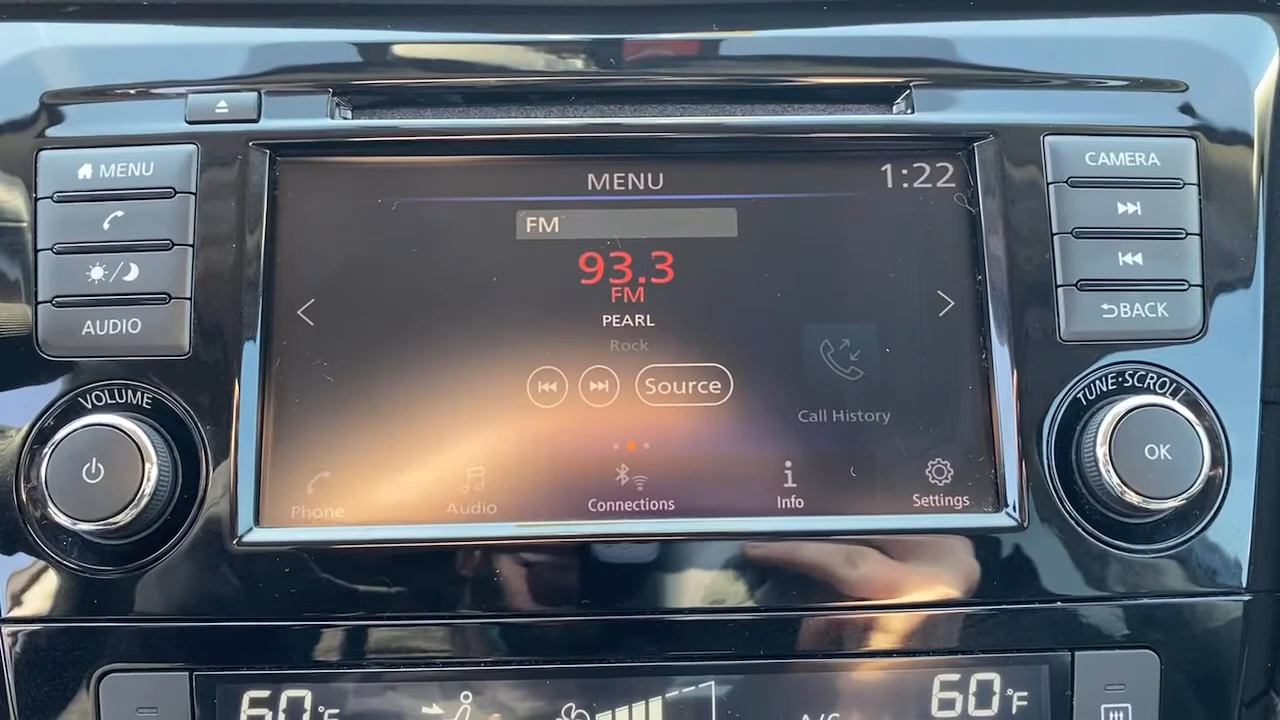 MENU
AUDIO
VOLUME
MENU
1:22
FM
93.3
FM
PEARL
Rock
Source
Call History
Phone
Audio
Connections
Info
Settings
CAMERA
BACK
TUNE·SCROLL
OK
60°F
A/C
60°F